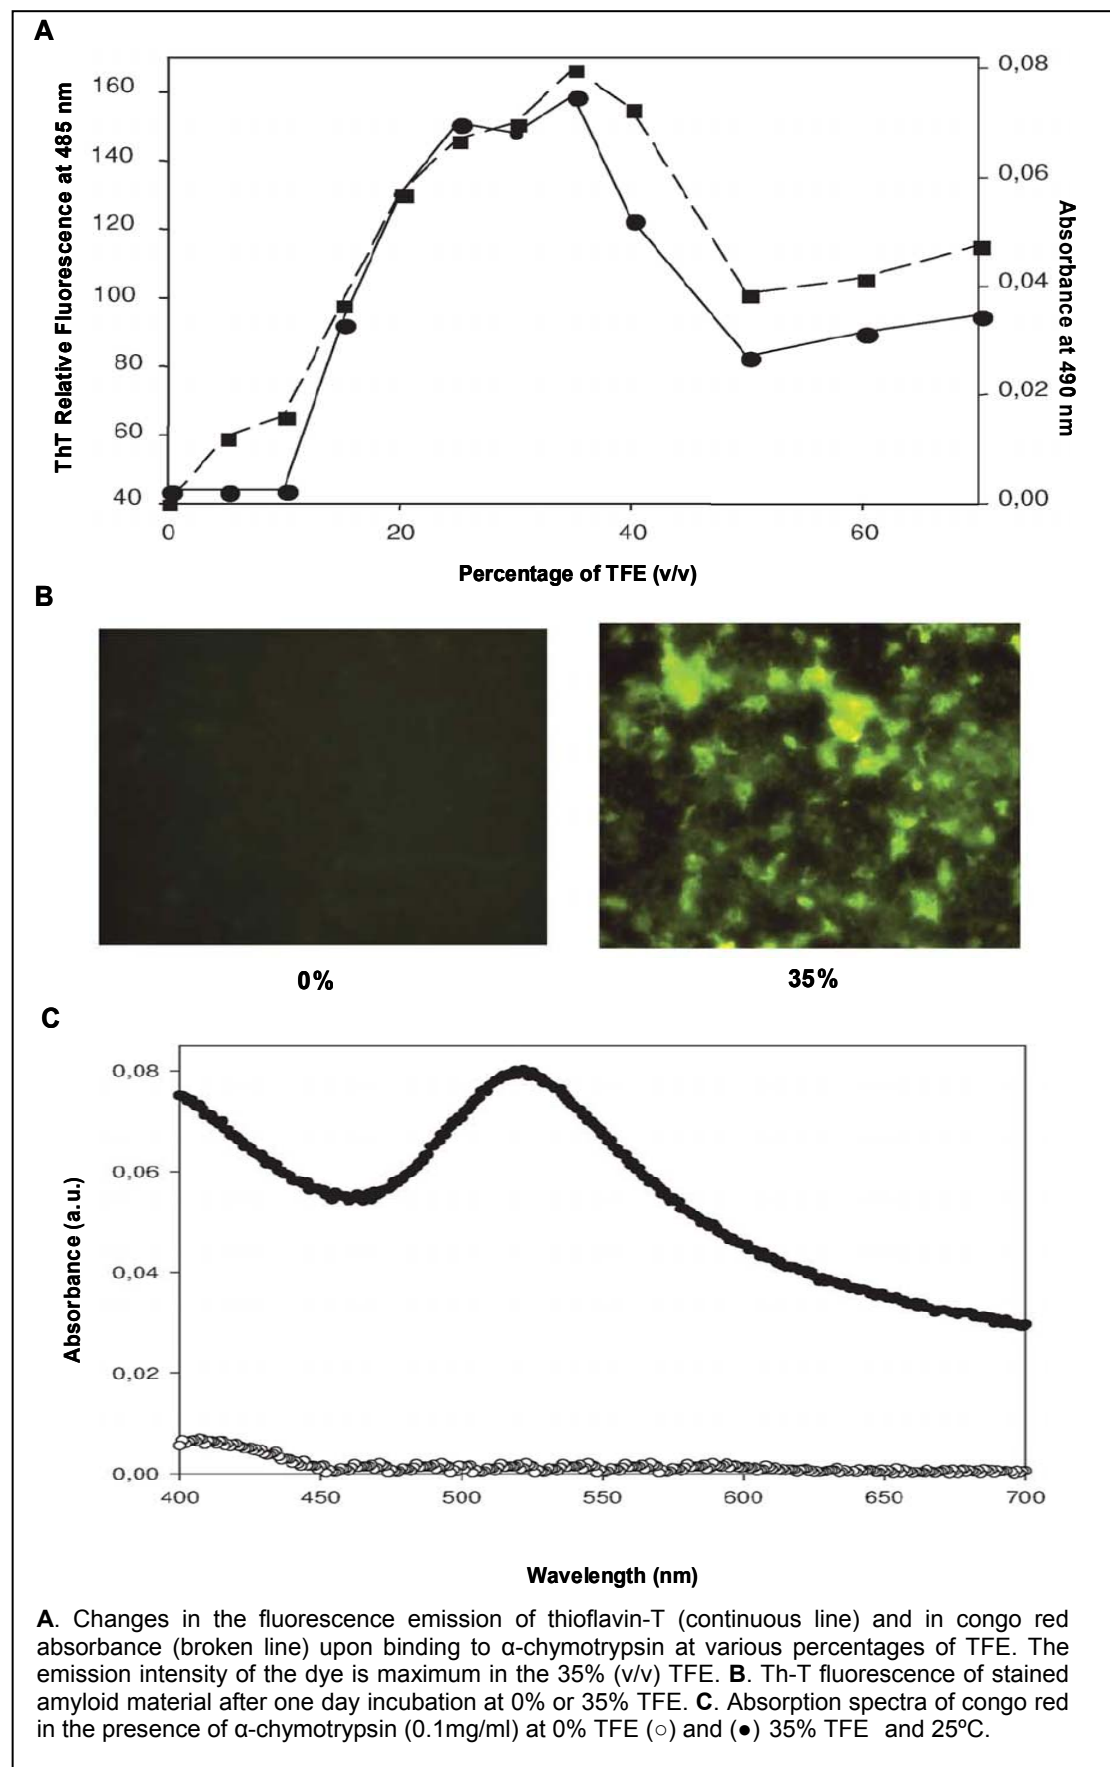 A
ThT Relative Fluorescence at 485 nm
160
140
120
100
80
60
40
0,08
0,06
0,04
0,02
0,00
Absorbance at 490 nm
0 20 40 60
Percentage of TFE (v/v)
B
0% 35%
C
Absorbance (a.u.)
0,08
0,06
0,04
0,02
0,00
400 450 500 550 600 650 700
Wavelength (nm)
A. Changes in the fluorescence emission of thioflavin-T (continuous line) and in congo red
absorbance (broken line) upon binding to α-chymotrypsin at various percentages of TFE. The
emission intensity of the dye is maximum in the 35% (v/v) TFE. B. Th-T fluorescence of stained
amyloid material after one day incubation at 0% or 35% TFE. C. Absorption spectra of congo red
in the presence of α-chymotrypsin (0.1mg/ml) at 0% TFE (○) and (●) 35% TFE and 25ºC.